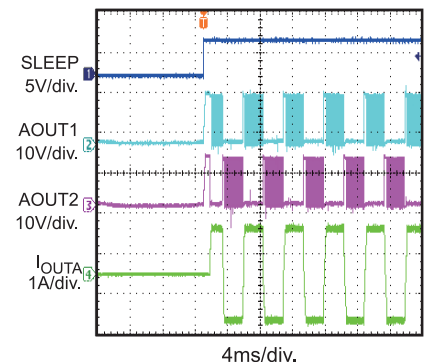 T
SLEEP
5V/div.
1
AOUT1
10V/div.
2
AOUT2
10V/div.
3
IOUTA
1A/div.
4
4ms/div.